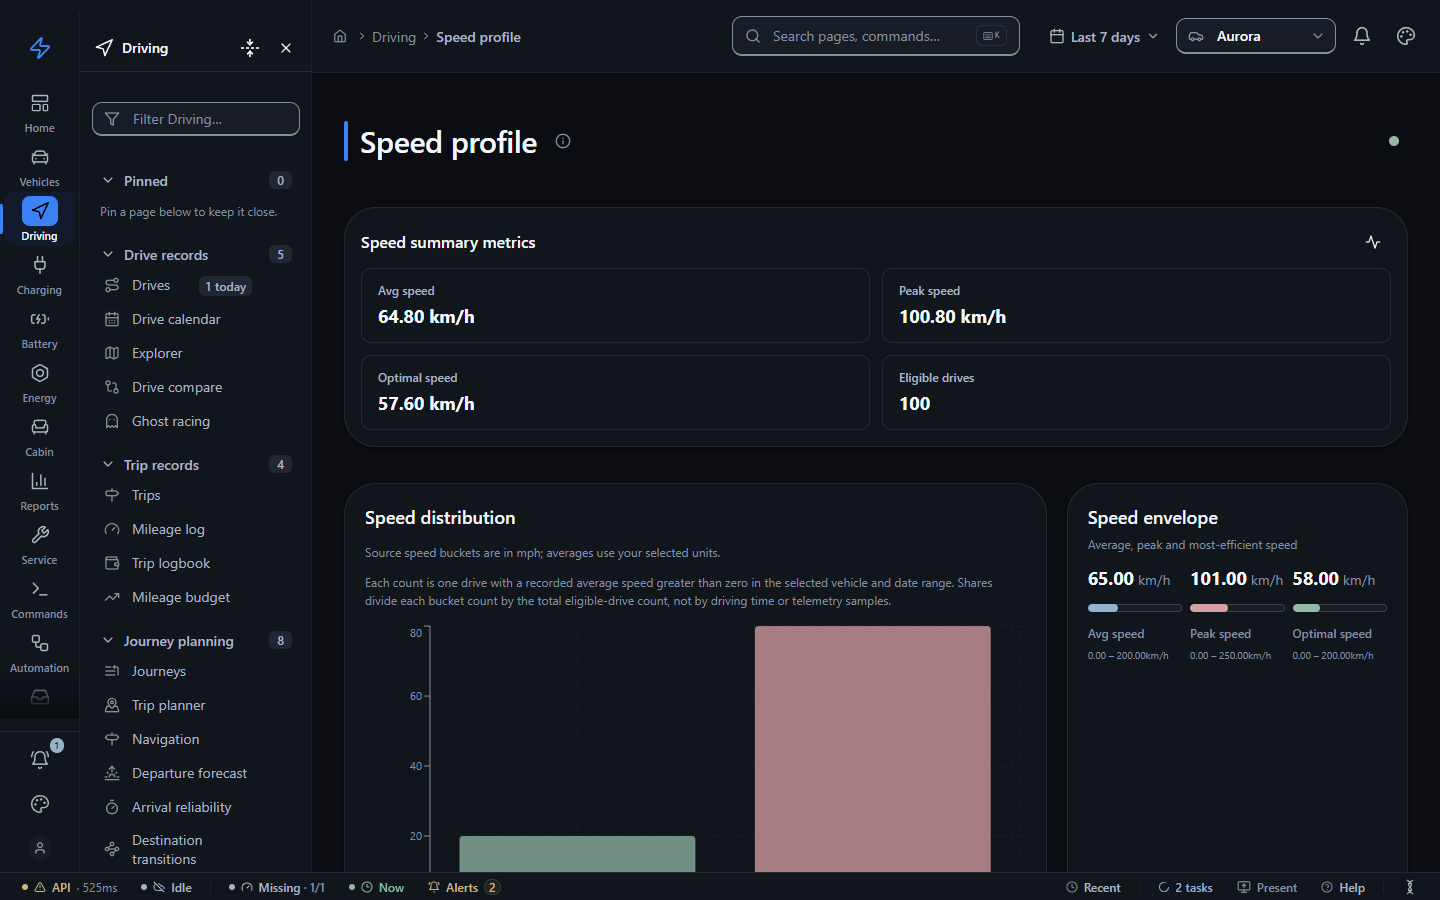 Driving
Driving
Speed profile
Search pages, commands...
K
Last 7 days
Aurora
Home
Vehicles
Driving
Charging
Battery
Energy
Cabin
Reports
Service
Commands
Automation
1
Filter Driving...
Pinned
0
Pin a page below to keep it close.
Drive records
5
Drives
1 today
Drive calendar
Explorer
Drive compare
Ghost racing
Trip records
4
Trips
Mileage log
Trip logbook
Mileage budget
Journey planning
8
Journeys
Trip planner
Navigation
Departure forecast
Arrival reliability
Destination
transitions
Speed profile
Speed summary metrics
Avg speed
64.80 km/h
Peak speed
100.80 km/h
Optimal speed
57.60 km/h
Eligible drives
100
Speed distribution
Source speed buckets are in mph; averages use your selected units.
Each count is one drive with a recorded average speed greater than zero in the selected vehicle and date range. Shares
divide each bucket count by the total eligible-drive count, not by driving time or telemetry samples.
80
60
40
20
Speed envelope
Average, peak and most-efficient speed
65.00 km/h
101.00 km/h
58.00 km/h
Avg speed
Peak speed
Optimal speed
0.00 – 200.00km/h
0.00 – 250.00km/h
0.00 – 200.00km/h
API · 525ms
Idle
Missing · 1/1
Now
Alerts 2
Recent
2 tasks
Present
Help